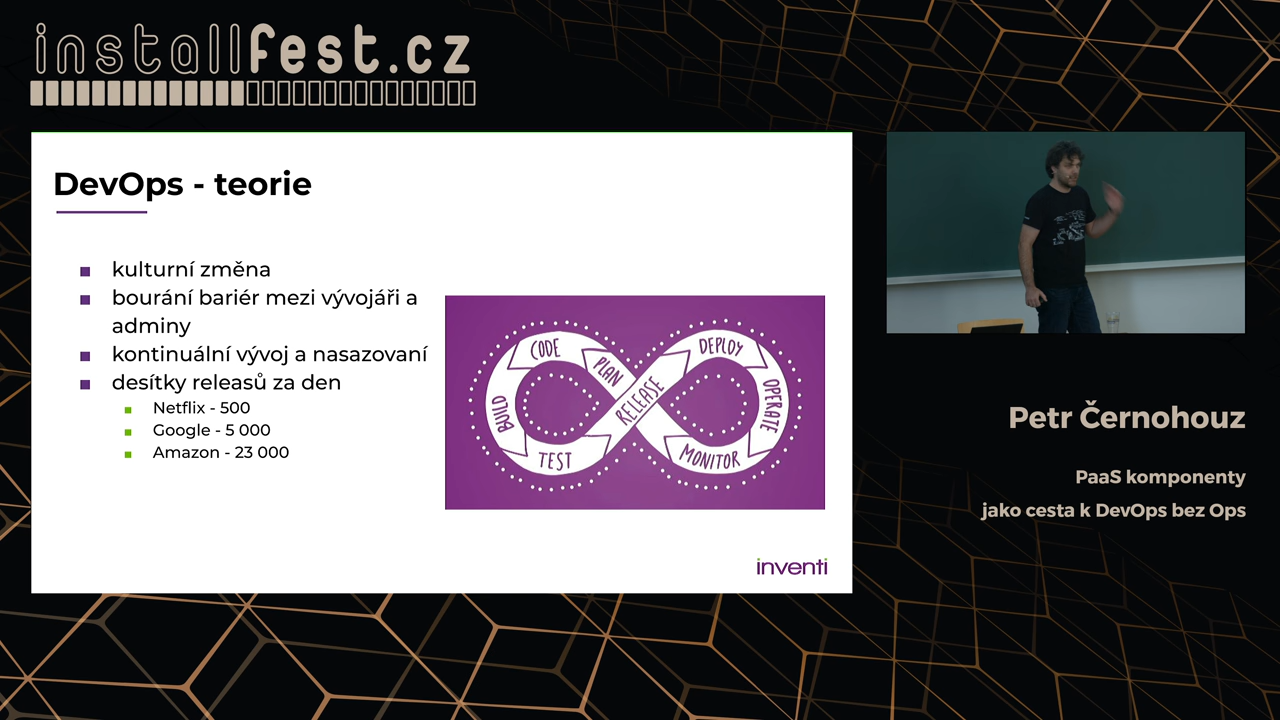 installfest.cz
DevOps - teorie
kulturní změna
bourání bariér mezi vývojáři a
adminy
kontinuální vývoj a nasazovaní
desítky releasů za den
Netflix - 500
Google - 5 000
Amazon - 23 000
CODE
PLAN
BUILD
TEST
RELEASE
DEPLOY
OPERATE
MONITOR
inventi
Petr Černohouz
PaaS komponenty
jako cesta k DevOps bez Ops